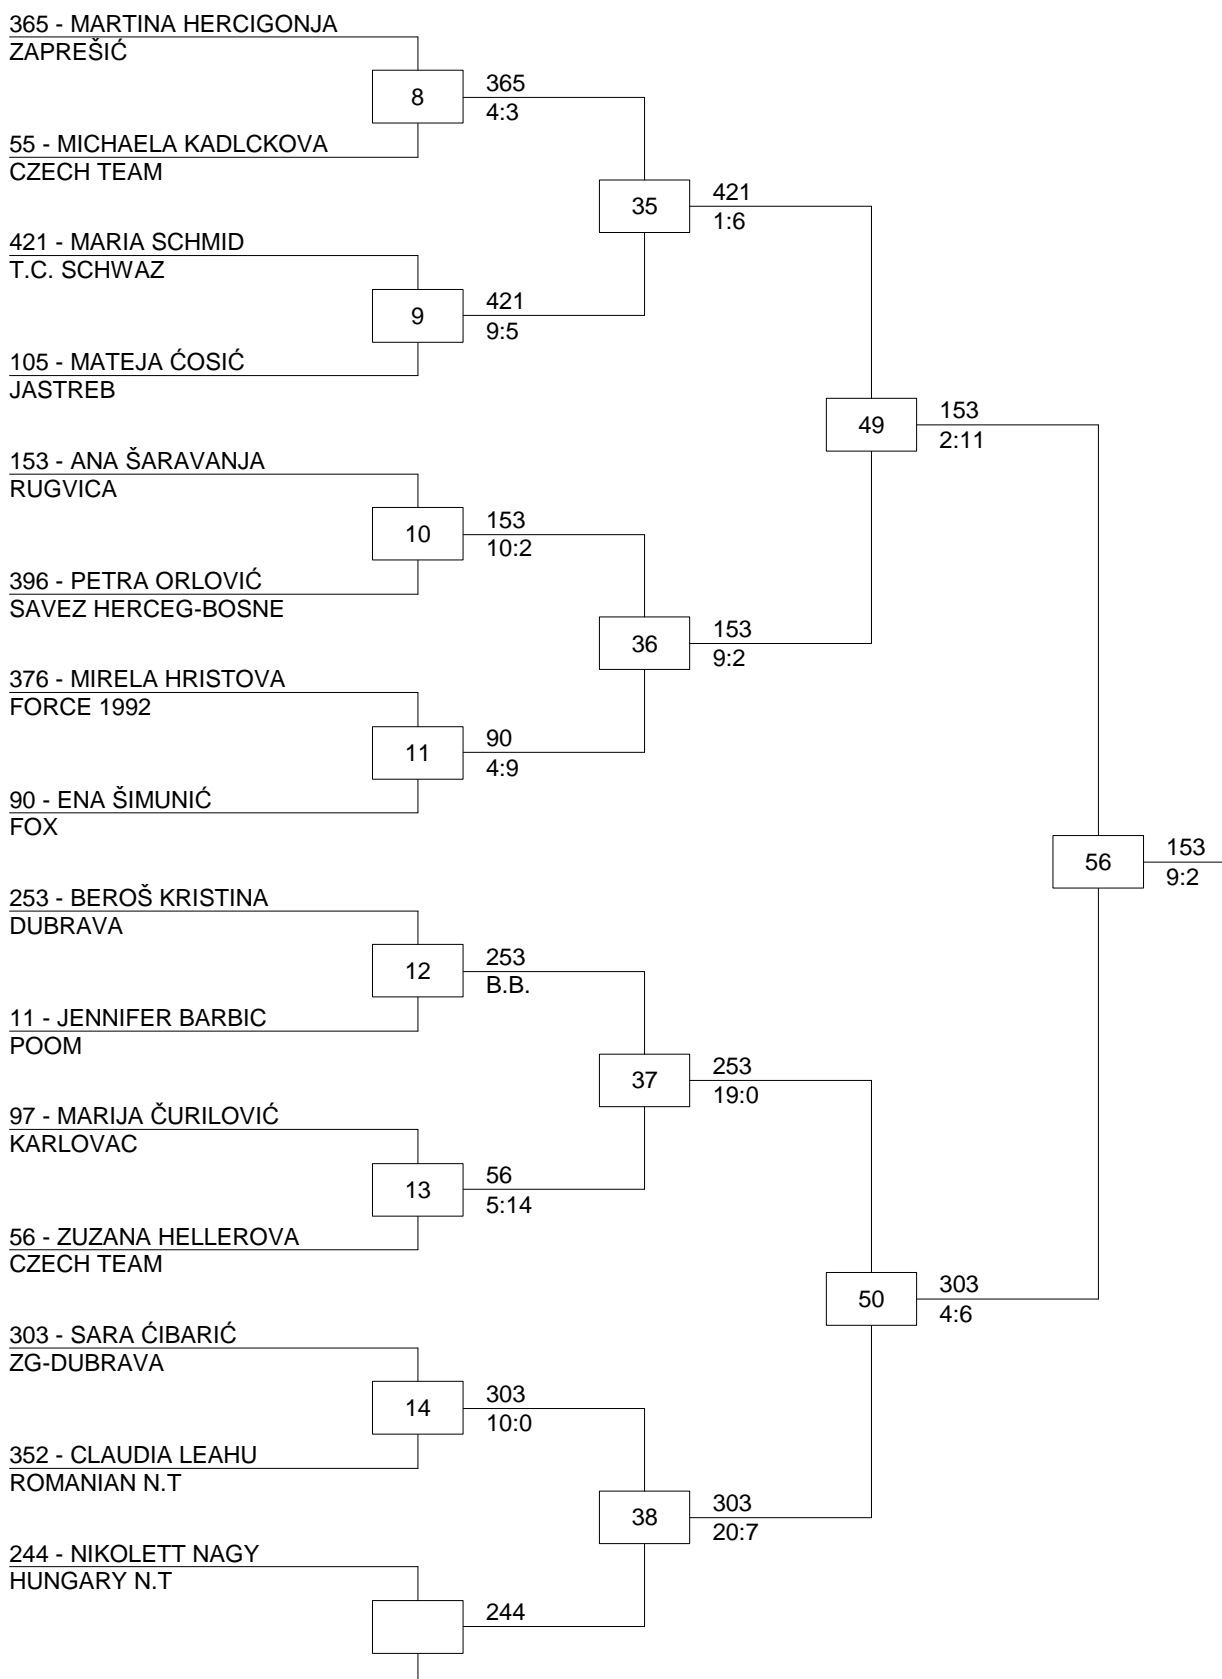 365 - MARTINA HERCIGONJA
ZAPREŠIĆ
8
365
4:3
55 - MICHAELA KADLCKOVA
CZECH TEAM
35
421
1:6
421 - MARIA SCHMID
T.C. SCHWAZ
9
421
9:5
105 - MATEJA ĆOSIĆ
JASTREB
49
153
2:11
153 - ANA ŠARAVANJA
RUGVICA
10
153
10:2
396 - PETRA ORLOVIĆ
SAVEZ HERCEG-BOSNE
36
153
9:2
376 - MIRELA HRISTOVA
FORCE 1992
11
90
4:9
90 - ENA ŠIMUNIĆ
FOX
56
153
9:2
253 - BEROŠ KRISTINA
DUBRAVA
12
253
B.B.
11 - JENNIFER BARBIC
POOM
37
253
19:0
97 - MARIJA ČURILOVIĆ
KARLOVAC
13
56
5:14
56 - ZUZANA HELLEROVA
CZECH TEAM
50
303
4:6
303 - SARA ĆIBARIĆ
ZG-DUBRAVA
14
303
10:0
352 - CLAUDIA LEAHU
ROMANIAN N.T
38
303
20:7
244 - NIKOLETT NAGY
HUNGARY N.T
244